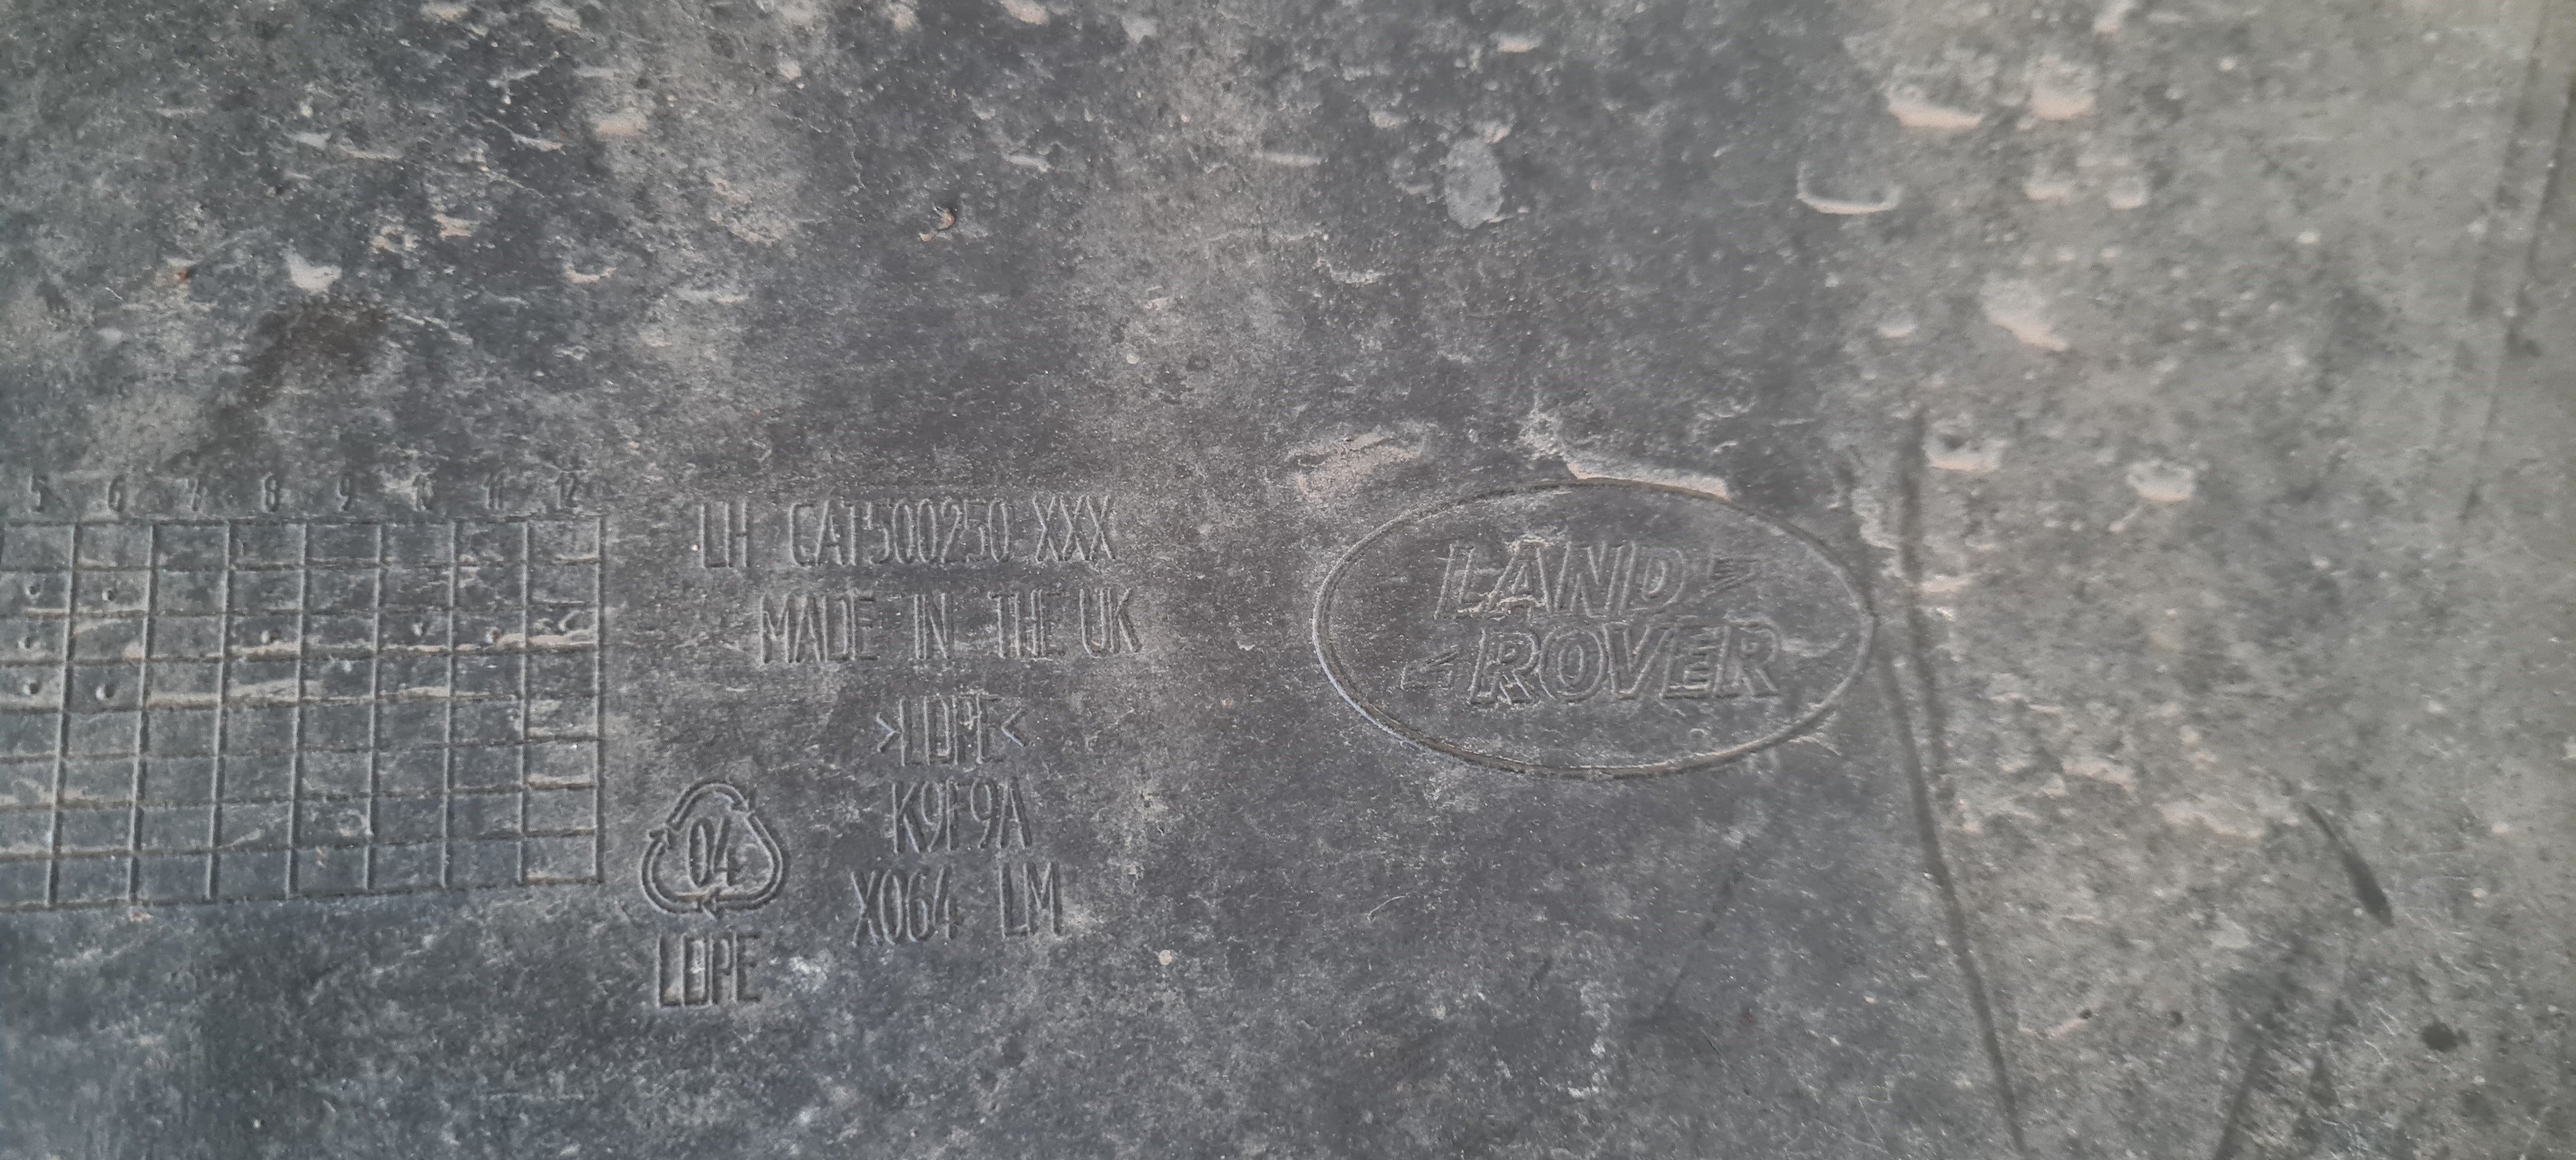 5 6 7 8 9 10 11 12
LH CAT500250 XXX
MADE IN THE UK
>LDPE<
K9F9A
X064 LM
04
LDPE
LAND
ROVER